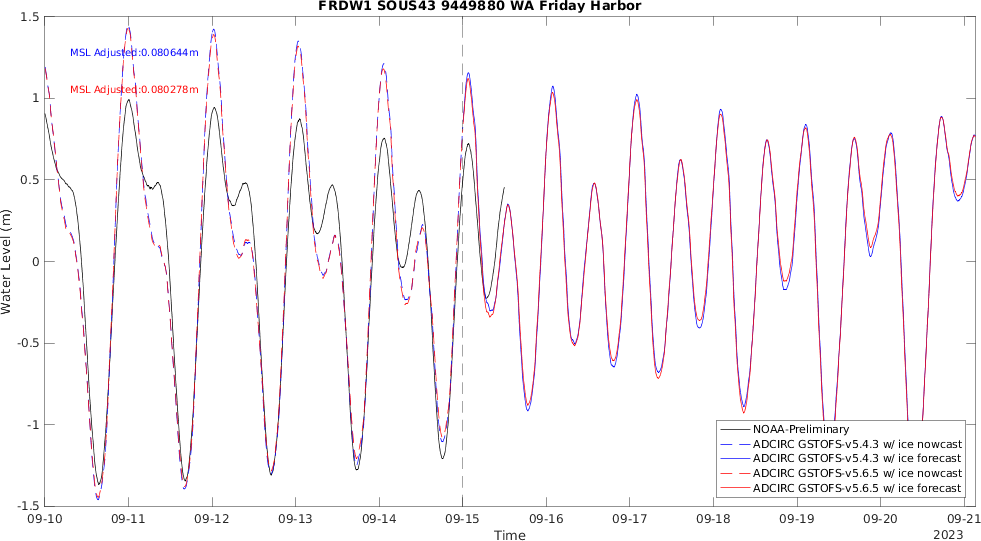 FRDW1 SOUS43 9449880 WA Friday Harbor
MSL Adjusted:0.080644m
MSL Adjusted:0.080278m
Water Level (m)
1.5
1
0.5
0
-0.5
-1
-1.5
09-10 09-11 09-12 09-13 09-14 09-15 09-16 09-17 09-18 09-19 09-20 09-21
2023
Time
NOAA-Preliminary
ADCIRC GSTOFS-v5.4.3 w/ ice nowcast
ADCIRC GSTOFS-v5.4.3 w/ ice forecast
ADCIRC GSTOFS-v5.6.5 w/ ice nowcast
ADCIRC GSTOFS-v5.6.5 w/ ice forecast